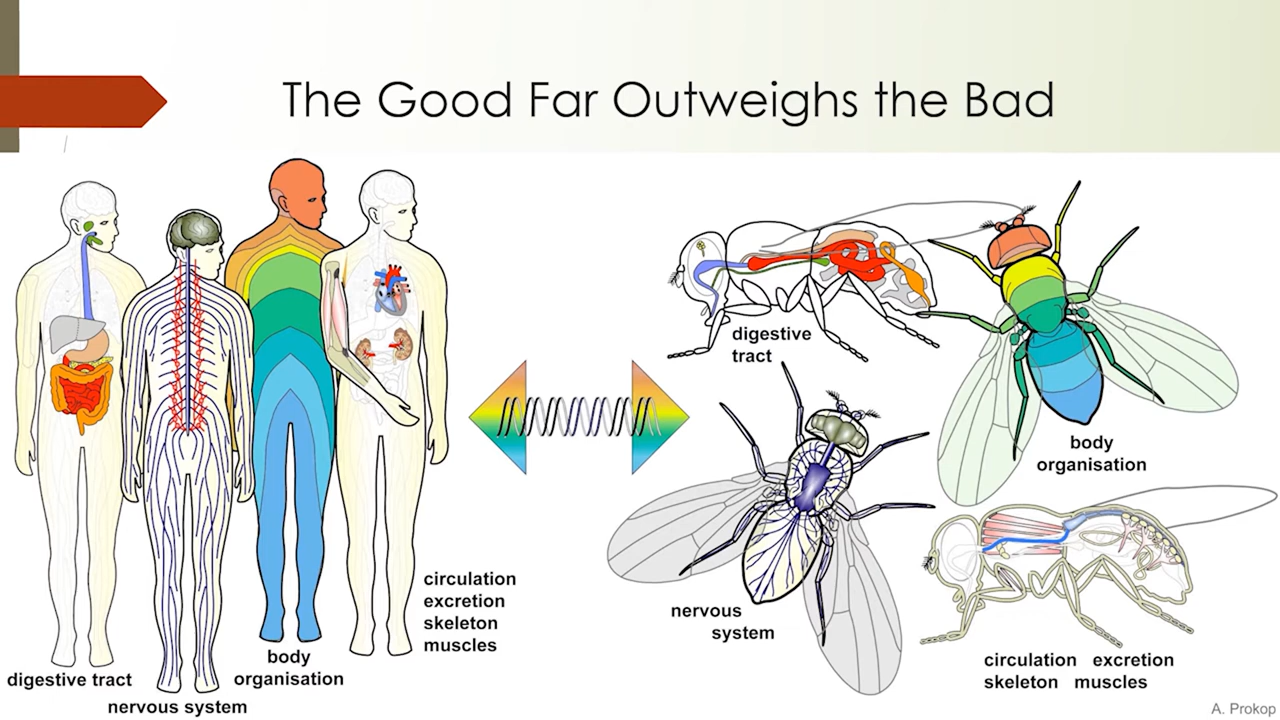 The Good Far Outweighs the Bad
digestive tract
nervous system
body
organisation
circulation
excretion
skeleton
muscles
digestive
tract
body
organisation
nervous
system
circulation excretion
skeleton muscles
A. Prokop